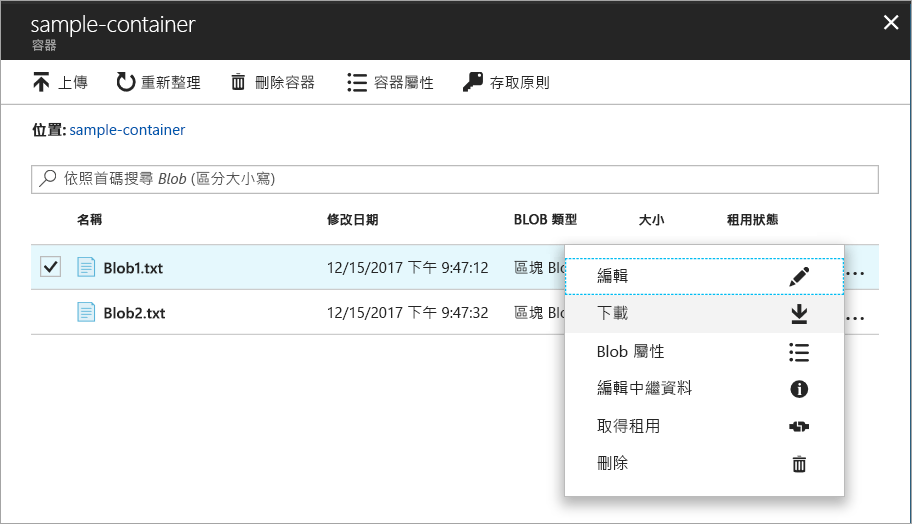 sample-container
容器
上傳 重新整理 刪除容器 容器屬性 存取原則
位置: sample-container
依照首碼搜尋 Blob (區分大小寫)
名稱 修改日期 BLOB 類型 大小 租用狀態
Blob1.txt 12/15/2017 下午 9:47:12 區塊 Blo ...
Blob2.txt 12/15/2017 下午 9:47:32 區塊 Blo ...
編輯
下載
Blob 屬性
編輯中繼資料
取得租用
刪除